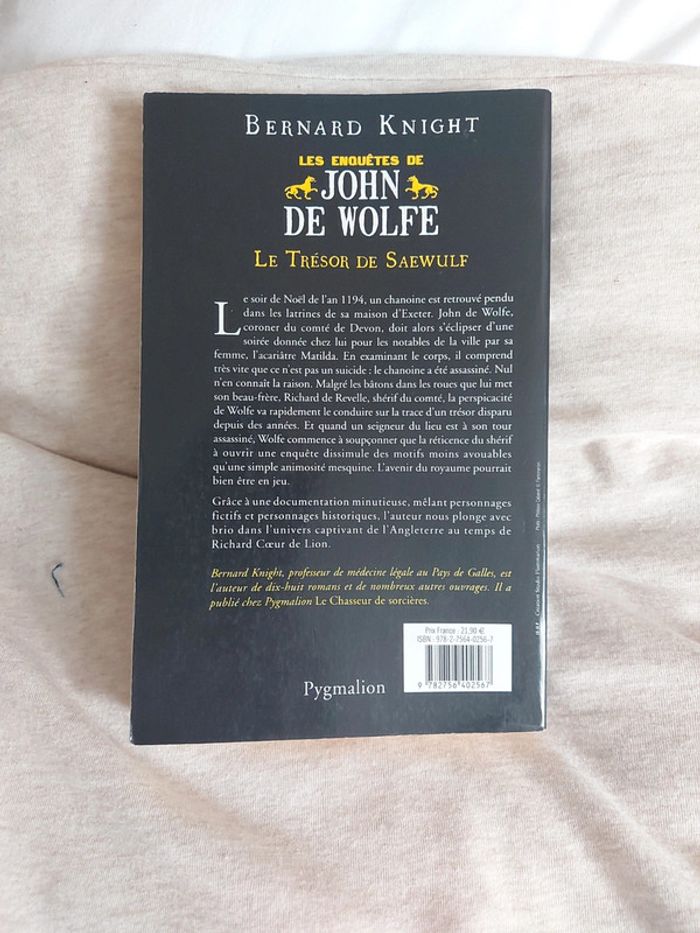 BERNARD KNIGHT
LES ENQUÊTES DE
JOHN
DE WOLFE
LE TRÉSOR DE SAEWULF
Le soir de Noël de l'an 1194, un chanoine est retrouvé pendu
dans les latrines de sa maison d'Exeter. John de Wolfe,
coroner du comté de Devon, doit alors s'éclipser d'une
soirée donnée chez lui pour les notables de la ville par sa
femme, l'acariâtre Matilda. En examinant le corps, il comprend
très vite que ce n'est pas un suicide : le chanoine a été assassiné. Nul
n'en connaît la raison. Malgré les bâtons dans les roues que lui met
son beau-frère, Richard de Revelle, shérif du comté, la perspicacité
de Wolfe va rapidement le conduire sur la trace d'un trésor disparu
depuis des années. Et quand un seigneur du lieu est à son tour
assassiné, Wolfe commence à soupçonner que la réticence du shérif
à ouvrir une enquête dissimule des motifs moins avouables
qu'une simple animosité mesquine. L'avenir du royaume pourrait
bien être en jeu.
Grâce à une documentation minutieuse, mêlant personnages
fictifs et personnages historiques, l'auteur nous plonge avec
brio dans l'univers captivant de l'Angleterre au temps de
Richard Cœur de Lion.
Bernard Knight, professeur de médecine légale au Pays de Galles, est
l'auteur de dix-huit romans et de nombreux autres ouvrages. Il a
publié chez Pygmalion Le Chasseur de sorcières.
Prix France : 21,90 €
ISBN : 978-2-7564-0256-7
9 782756 402567
Pygmalion
Création Studio Flammarion